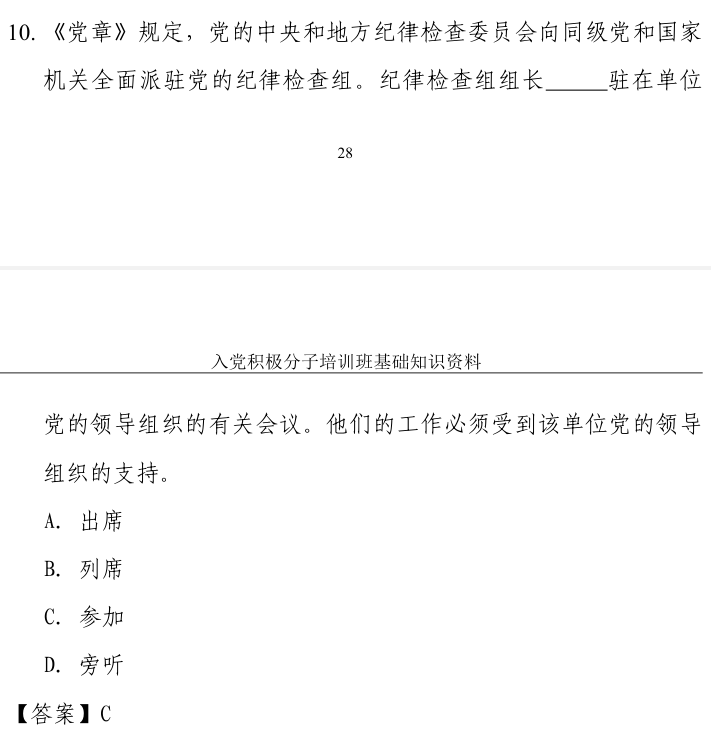 10. 《党章》规定，党的中央和地方纪律检查委员会向同级党和国家
机关全面派驻党的纪律检查组。纪律检查组组长_____驻在单位
28
入党积极分子培训班基础知识资料
党的领导组织的有关会议。他们的工作必须受到该单位党的领导
组织的支持。
A. 出席
B. 列席
C. 参加
D. 旁听
【答案】C